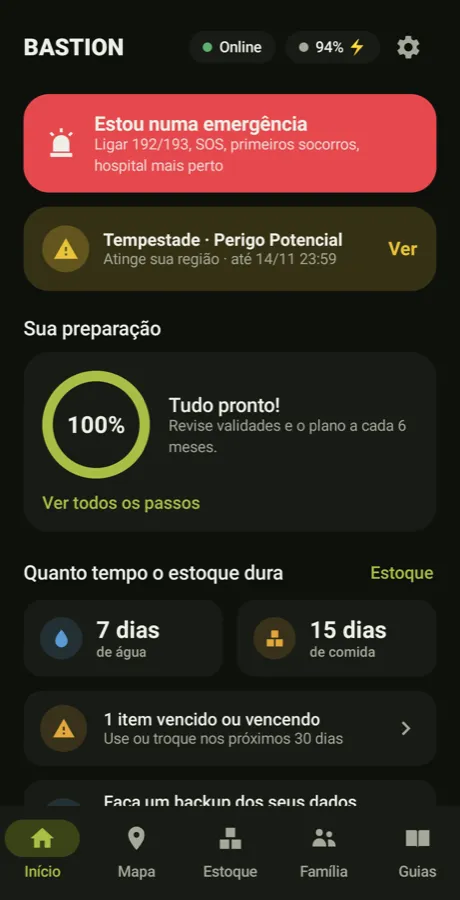 BASTION
Online
94%
Estou numa emergência
Ligar 192/193, SOS, primeiros socorros,
hospital mais perto
Tempestade · Perigo Potencial
Atinge sua região · até 14/11 23:59
Ver
Sua preparação
100%
Tudo pronto!
Revise validades e o plano a cada 6
meses.
Ver todos os passos
Quanto tempo o estoque dura
Estoque
7 dias
de água
15 dias
de comida
1 item vencido ou vencendo
Use ou troque nos próximos 30 dias
Faça um backup dos seus dados
Início
Mapa
Estoque
Família
Guias